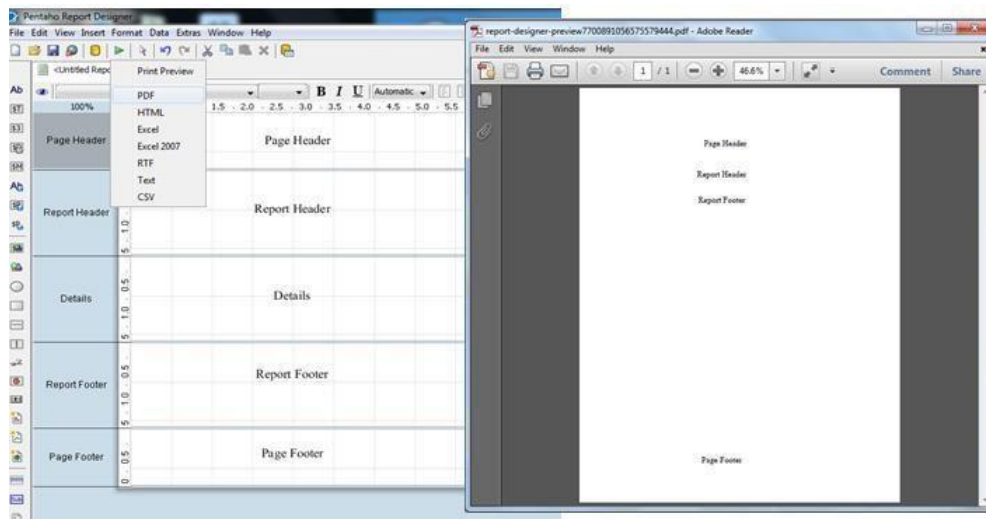 Pentaho Report Designer
File Edit View Insert Format Data Extras Window Help
<Untitled Repo
Print Preview
PDF
HTML
Excel
Excel 2007
RTF
Text
CSV
B I U Automatic
100%
1.5 2.0 2.5 3.0 3.5 4.0 4.5 5.0 5.5
Page Header
Page Header
Report Header
Report Header
Details
Details
Report Footer
Report Footer
Page Footer
Page Footer
report-designer-preview7700891056575579444.pdf - Adobe Reader
File Edit View Window Help
1 / 1 46.6% Comment Share
Page Header
Report Header
Report Footer
Page Footer